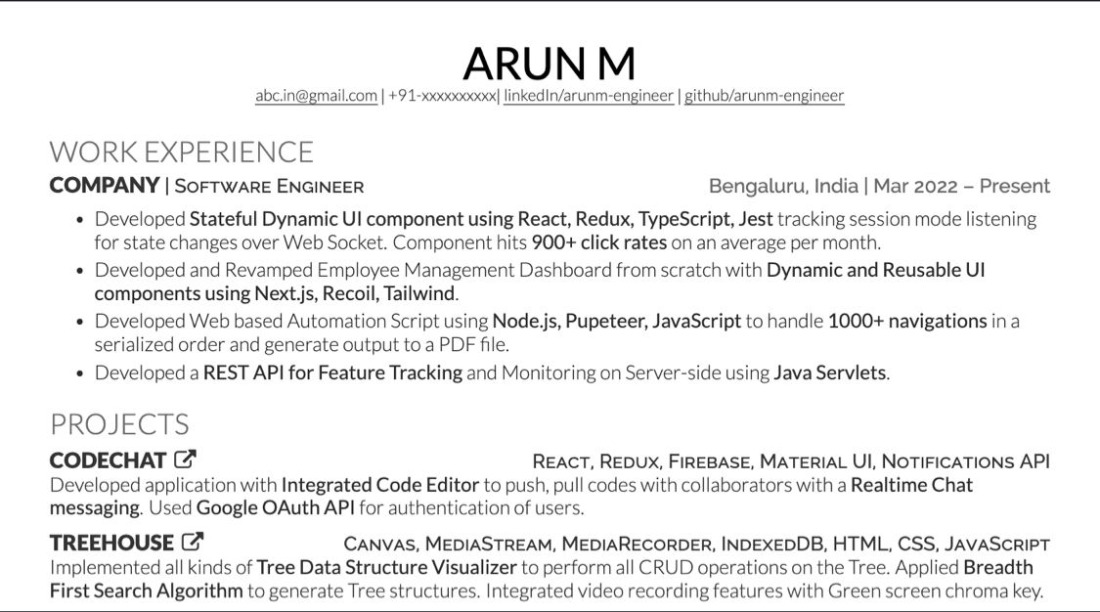 ARUN M
abc.in@gmail.com | +91-xxxxxxxxxx| linkedIn/arunm-engineer | github/arunm-engineer
WORK EXPERIENCE
COMPANY | SOFTWARE ENGINEER Bengaluru, India | Mar 2022 – Present
• Developed Stateful Dynamic UI component using React, Redux, TypeScript, Jest tracking session mode listening
for state changes over Web Socket. Component hits 900+ click rates on an average per month.
• Developed and Revamped Employee Management Dashboard from scratch with Dynamic and Reusable UI
components using Next.js, Recoil, Tailwind.
• Developed Web based Automation Script using Node.js, Pupeteer, JavaScript to handle 1000+ navigations in a
serialized order and generate output to a PDF file.
• Developed a REST API for Feature Tracking and Monitoring on Server-side using Java Servlets.
PROJECTS
CODECHAT REACT, REDUX, FIREBASE, MATERIAL UI, NOTIFICATIONS API
Developed application with Integrated Code Editor to push, pull codes with collaborators with a Realtime Chat
messaging. Used Google OAuth API for authentication of users.
TREEHOUSE CANVAS, MEDIASTREAM, MEDIARECORDER, INDEXEDDB, HTML, CSS, JAVASCRIPT
Implemented all kinds of Tree Data Structure Visualizer to perform all CRUD operations on the Tree. Applied Breadth
First Search Algorithm to generate Tree structures. Integrated video recording features with Green screen chroma key.